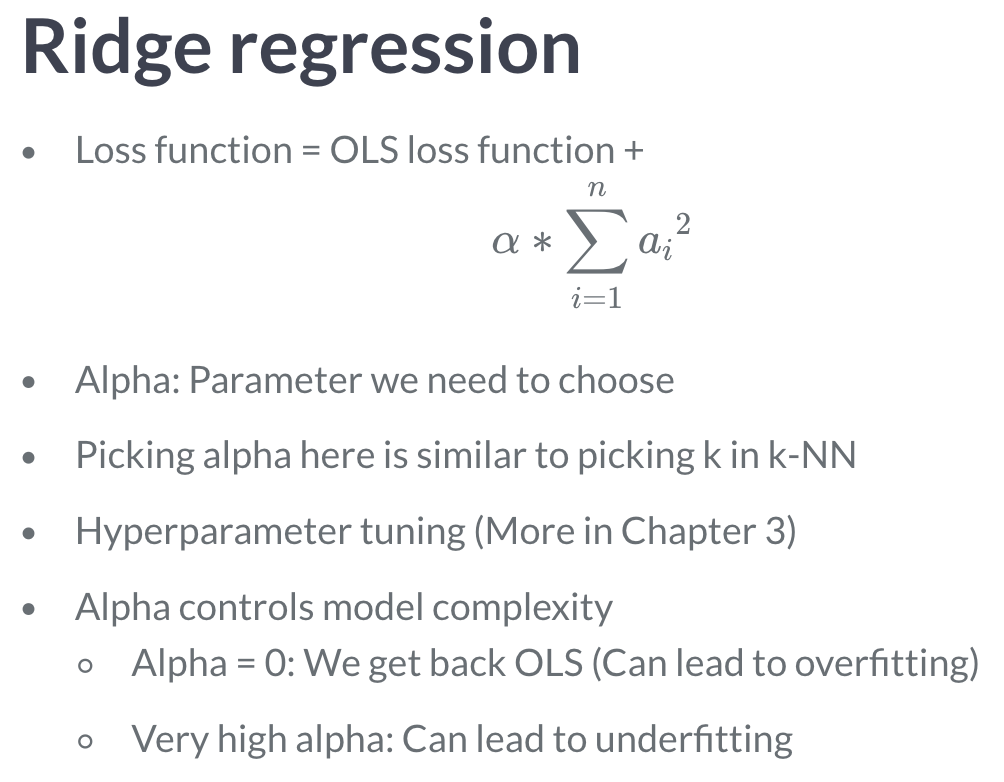 Ridge regression
• Loss function = OLS loss function +
$$\alpha * \sum_{i=1}^{n} {a_i}^2$$
• Alpha: Parameter we need to choose
• Picking alpha here is similar to picking k in k-NN
• Hyperparameter tuning (More in Chapter 3)
• Alpha controls model complexity
◦ Alpha = 0: We get back OLS (Can lead to overfitting)
◦ Very high alpha: Can lead to underfitting